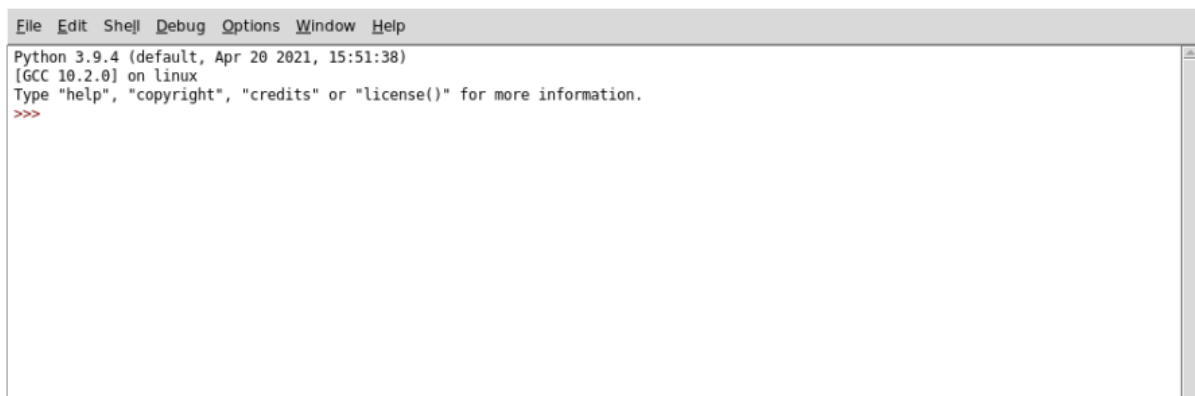 File Edit Shell Debug Options Window Help
Python 3.9.4 (default, Apr 20 2021, 15:51:38)
[GCC 10.2.0] on linux
Type "help", "copyright", "credits" or "license()" for more information.
>>>